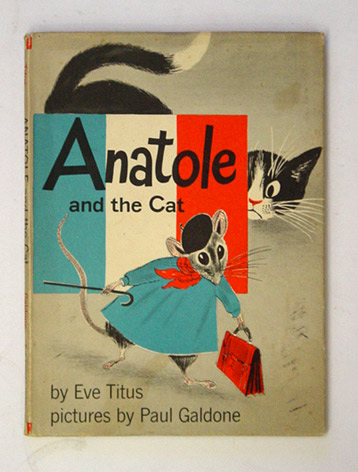 Anatole
and the Cat
by Eve Titus
pictures by Paul Galdone